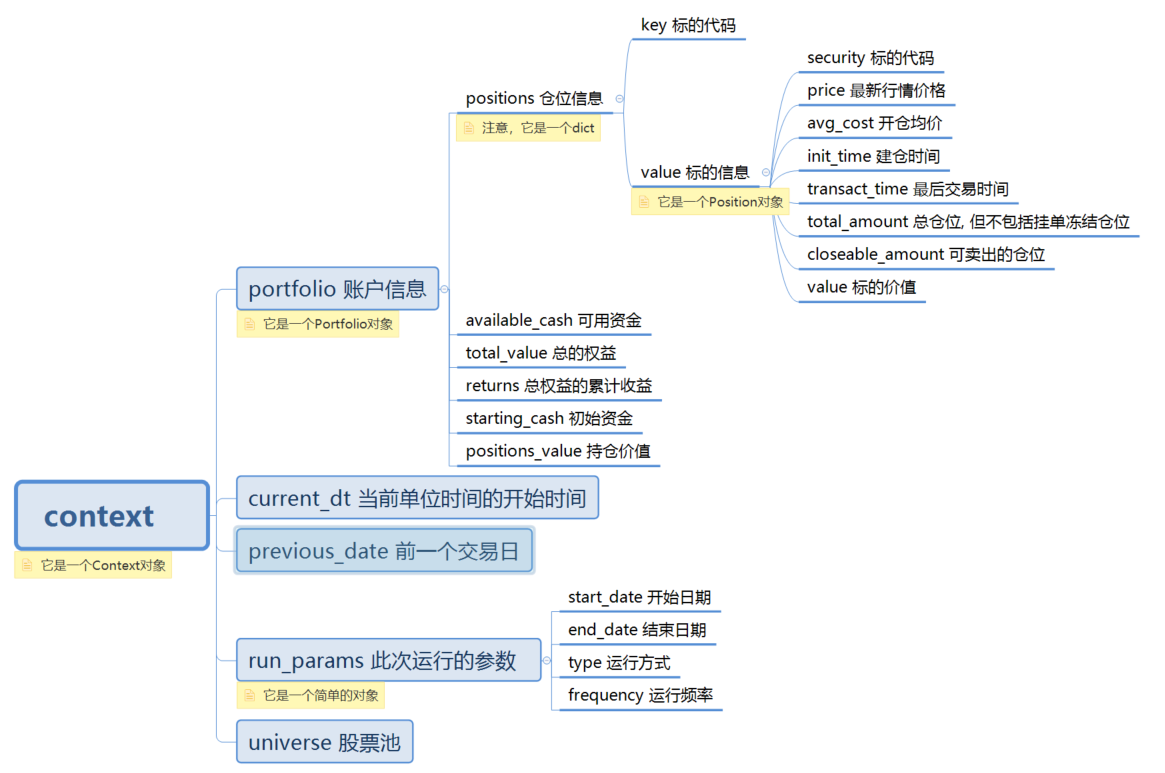 context
它是一个Context对象
portfolio 账户信息
它是一个Portfolio对象
positions 仓位信息
注意，它是一个dict
key 标的代码
value 标的信息
它是一个Position对象
security 标的代码
price 最新行情价格
avg_cost 开仓均价
init_time 建仓时间
transact_time 最后交易时间
total_amount 总仓位, 但不包括挂单冻结仓位
closeable_amount 可卖出的仓位
value 标的价值
available_cash 可用资金
total_value 总的权益
returns 总权益的累计收益
starting_cash 初始资金
positions_value 持仓价值
current_dt 当前单位时间的开始时间
previous_date 前一个交易日
run_params 此次运行的参数
它是一个简单的对象
start_date 开始日期
end_date 结束日期
type 运行方式
frequency 运行频率
universe 股票池